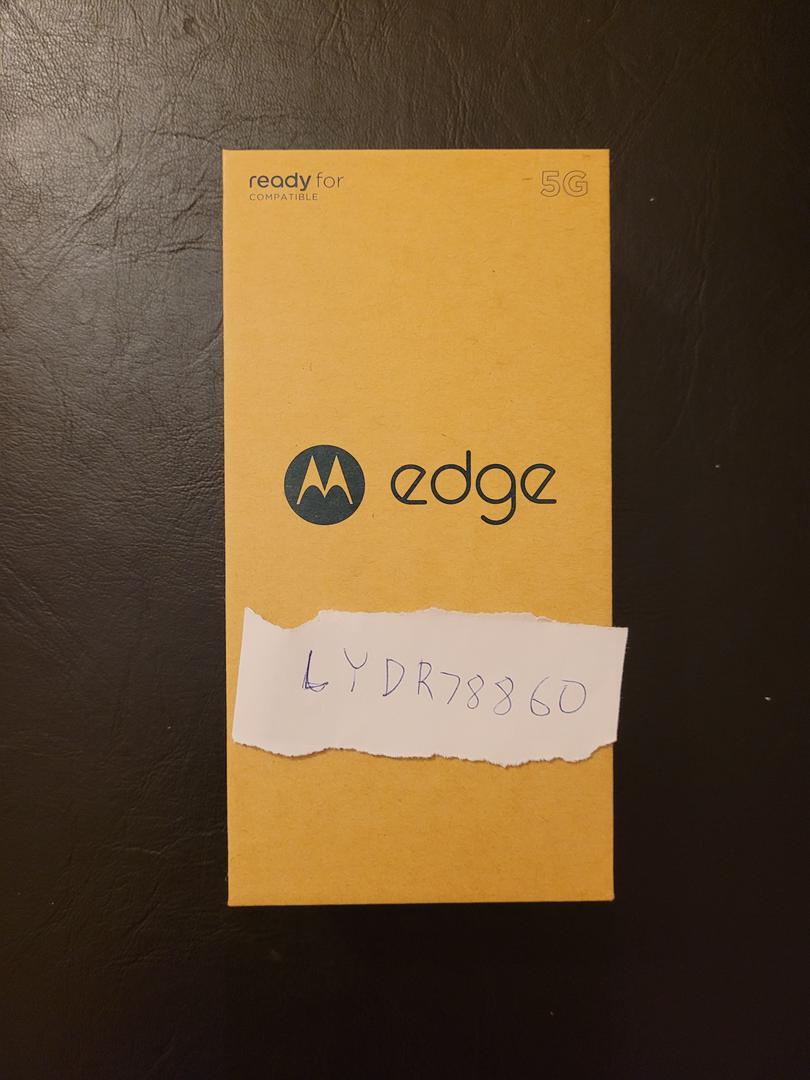 ready for
5G
COMPATIBLE
edge
LYDR78860